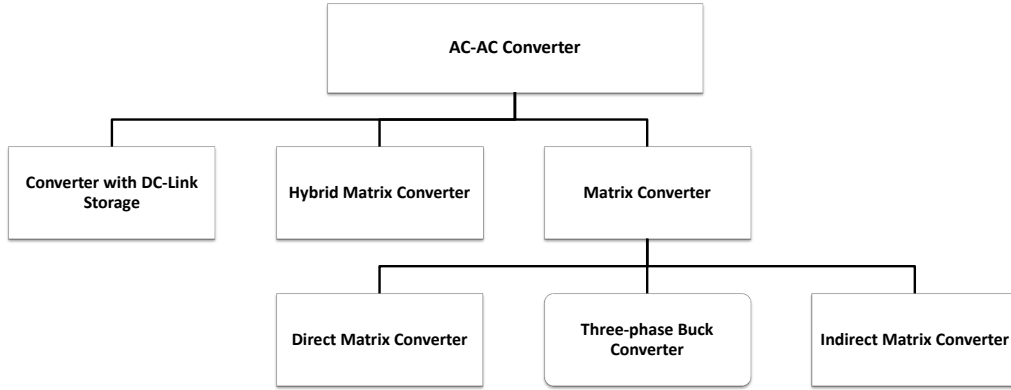 AC-AC Converter
Converter with DC-Link
Storage
Hybrid Matrix Converter
Matrix Converter
Direct Matrix Converter
Three-phase Buck
Converter
Indirect Matrix Converter